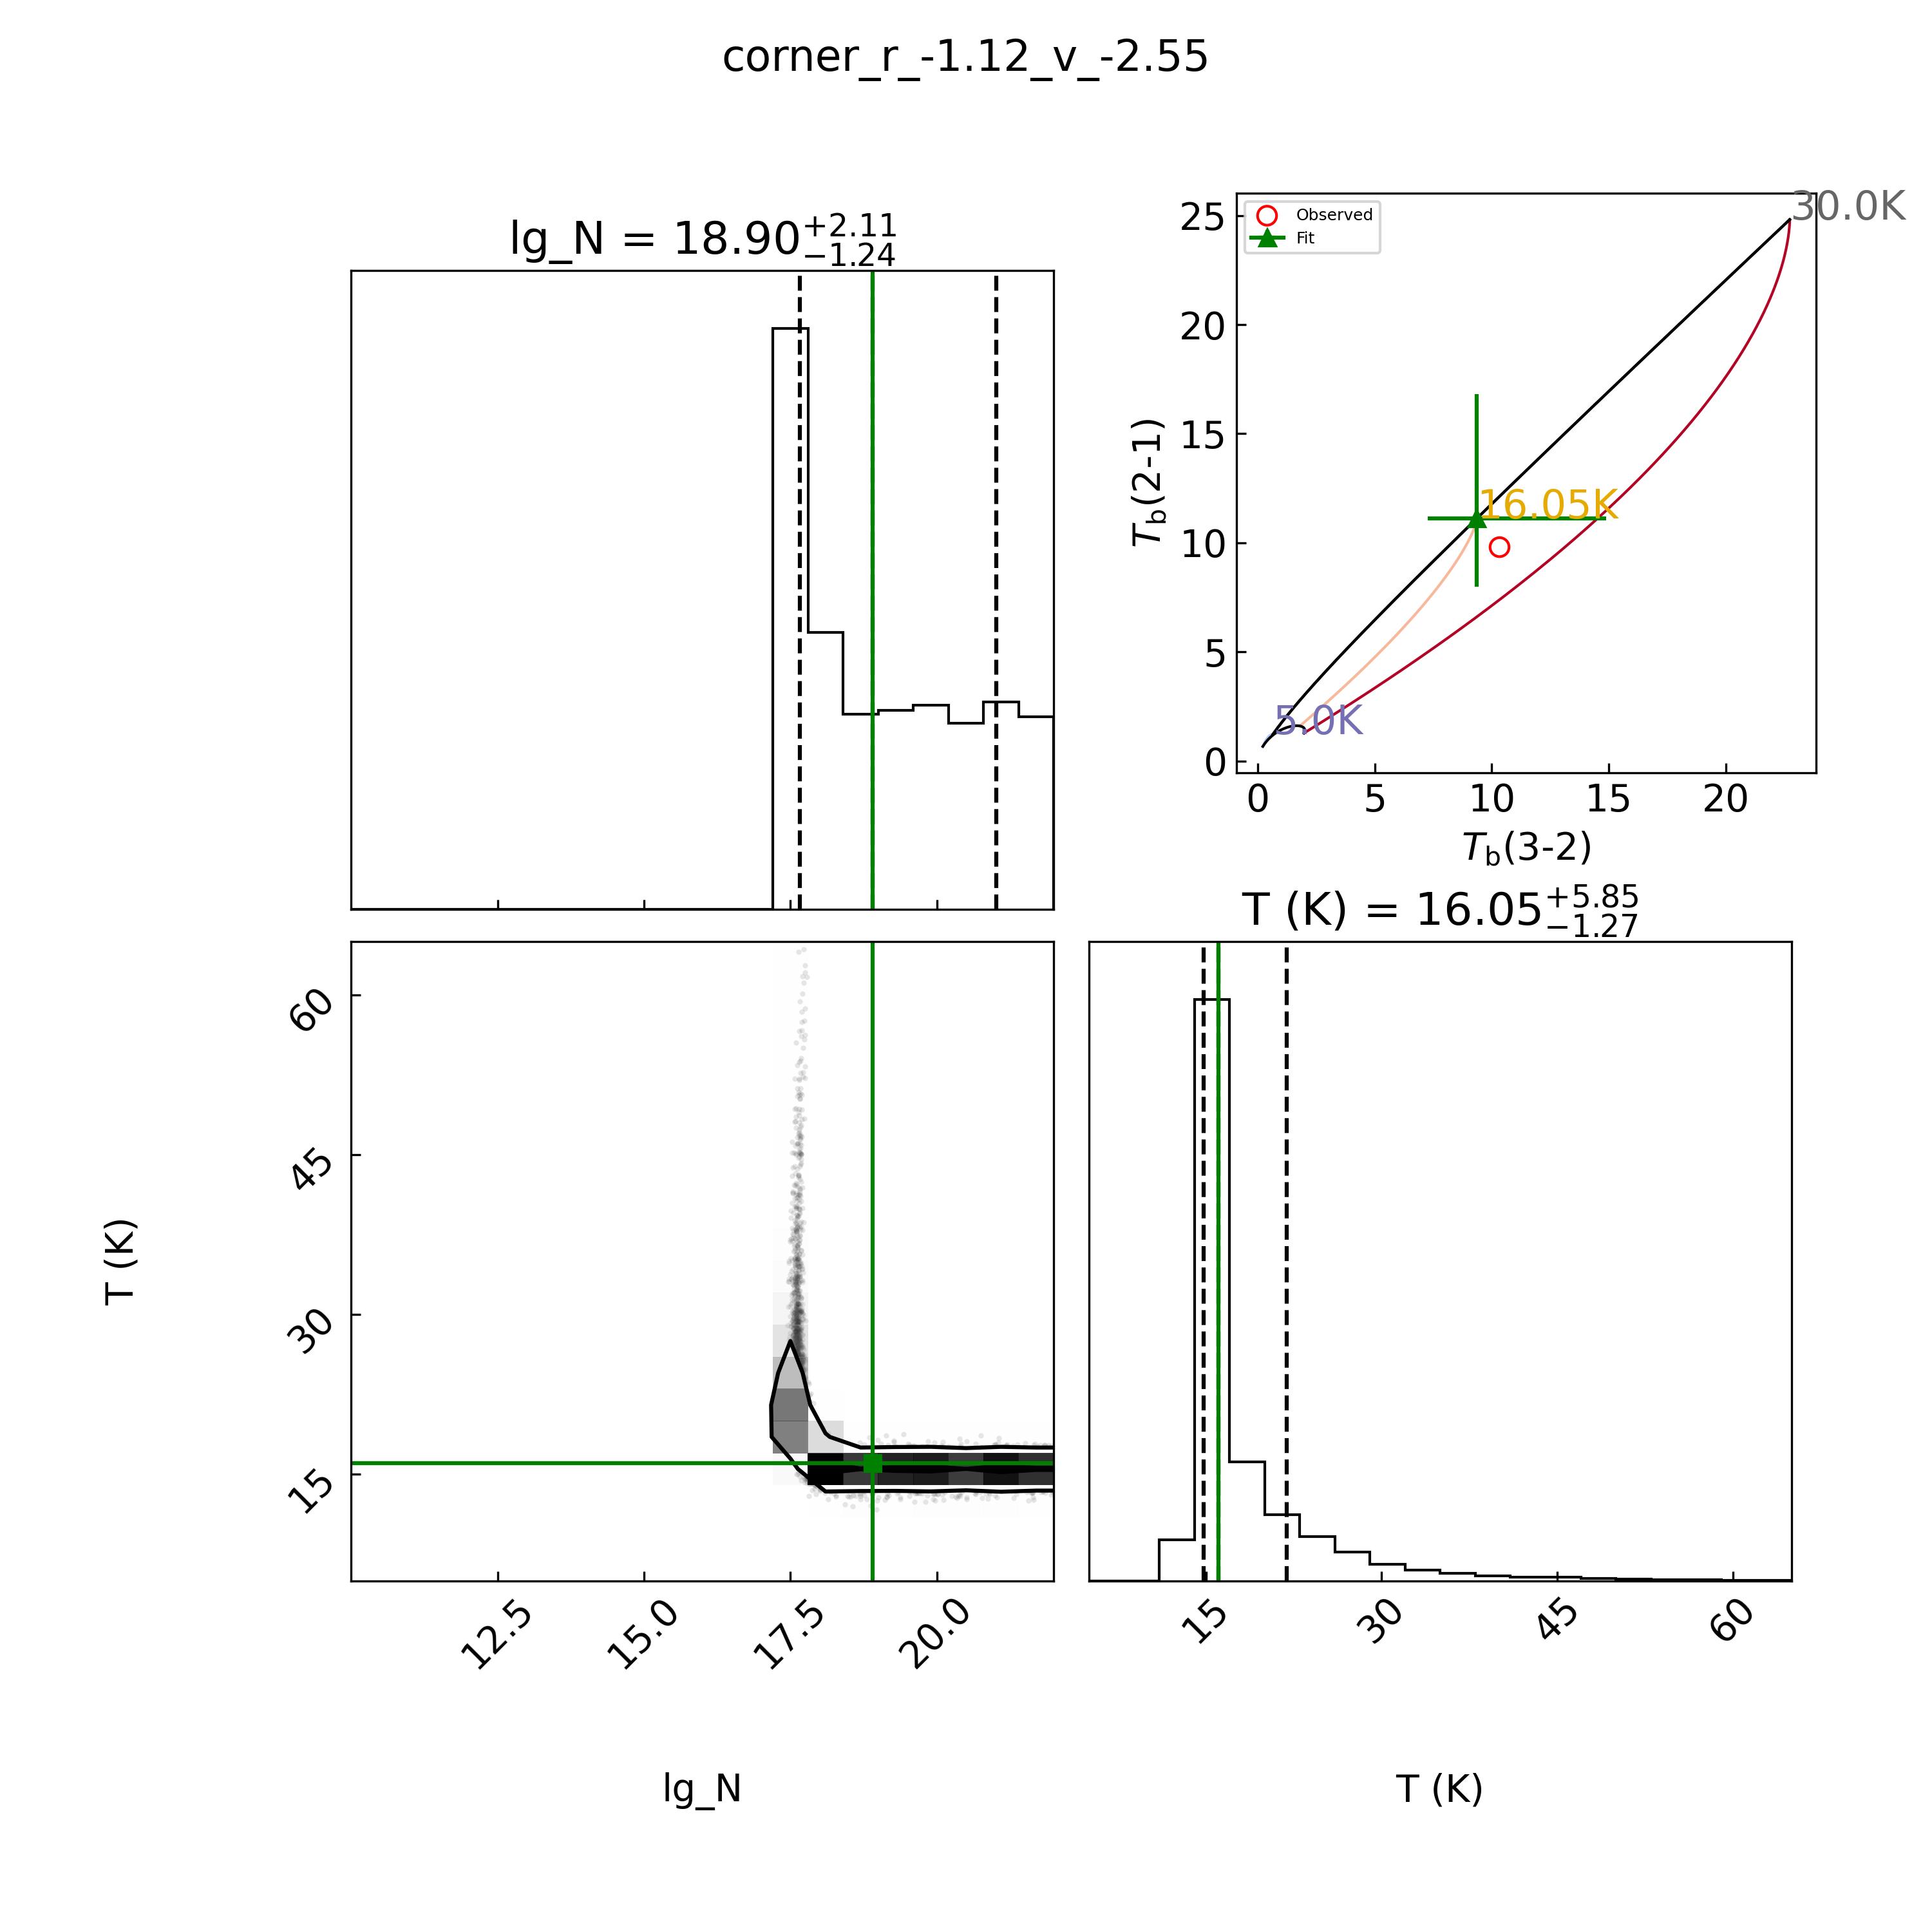 corner_r_-1.12_v_-2.55
lg_N = 18.90+2.11−1.24
25
20
15
10
5
0
Tb(2-1)
Observed
Fit
30.0K
16.05K
5.0K
0 5 10 15 20
Tb(3-2)
T (K) = 16.05+5.85−1.27
60
45
30
15
T (K)
12.5 15.0 17.5 20.0
lg_N
15 30 45 60
T (K)